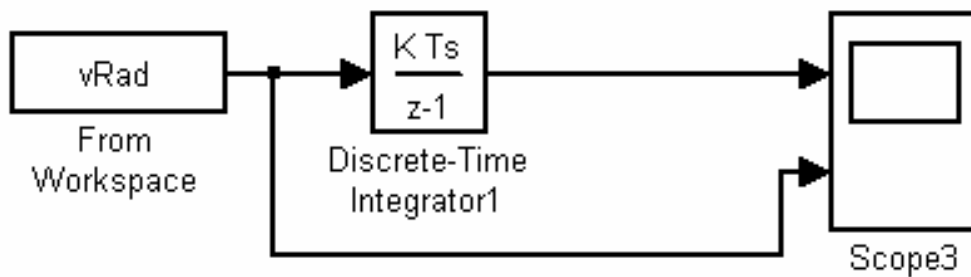 vRad
From
Workspace
K Ts
z-1
Discrete-Time
Integrator1
Scope3